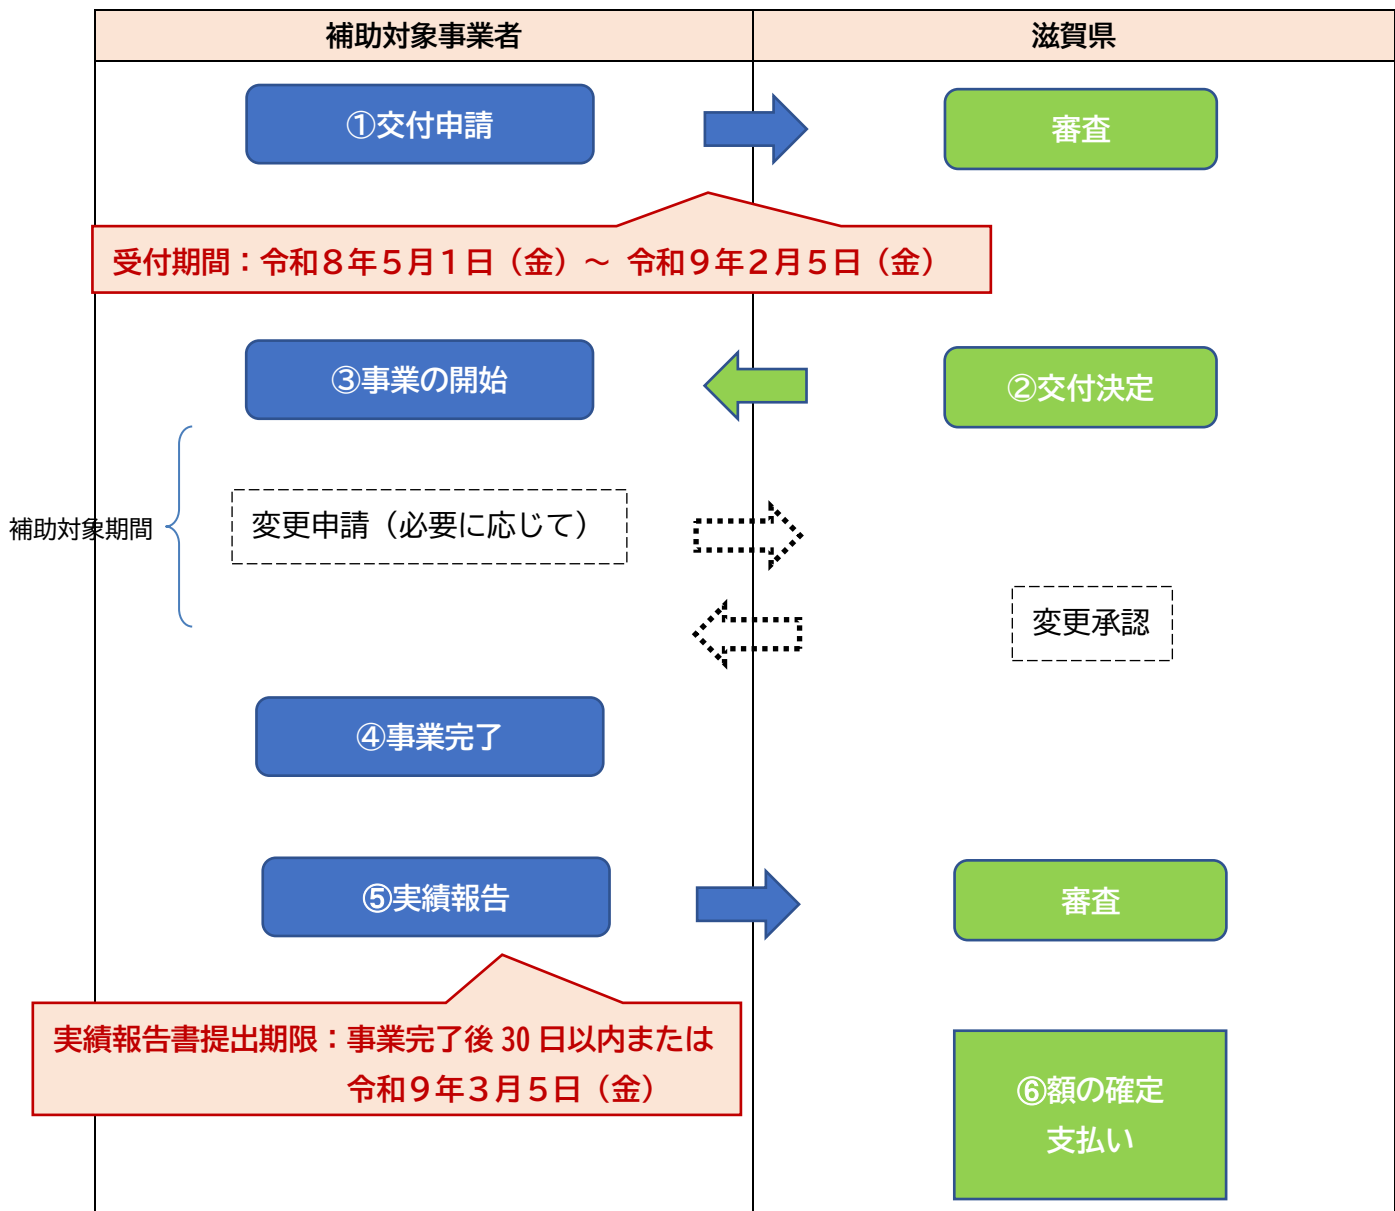 補助対象事業者
滋賀県
①交付申請
審査
受付期間：令和８年５月１日（金）～ 令和９年２月５日（金）
③事業の開始
②交付決定
補助対象期間
変更申請（必要に応じて）
変更承認
④事業完了
⑤実績報告
審査
実績報告書提出期限：事業完了後 30 日以内または
令和９年３月５日（金）
⑥額の確定
支払い